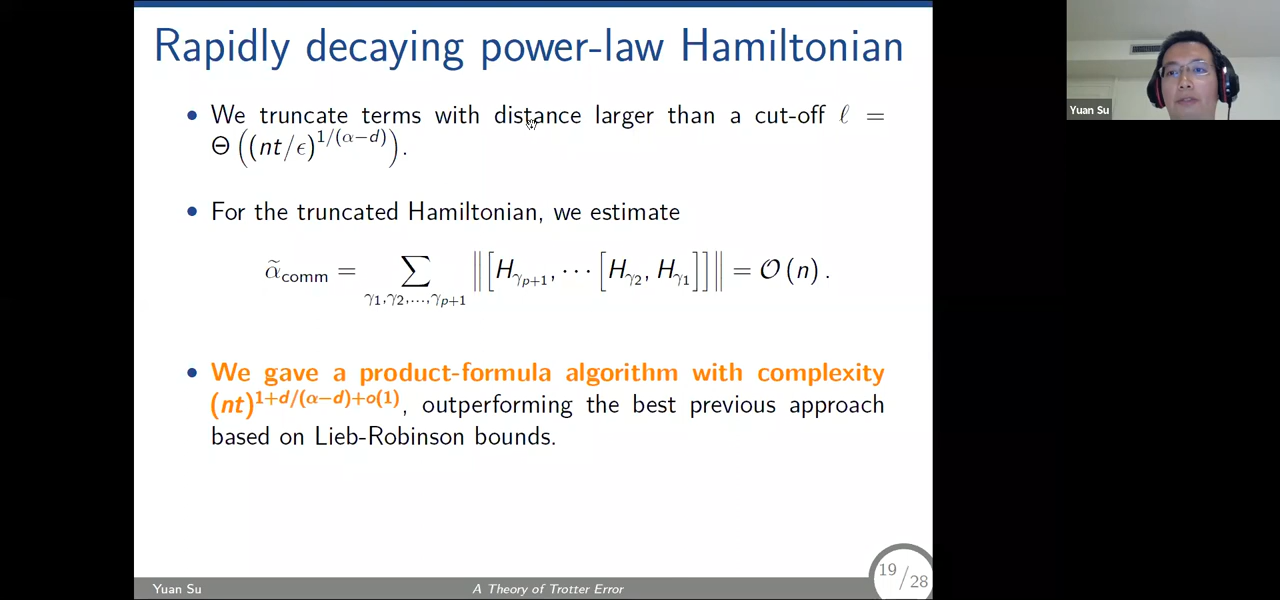 Rapidly decaying power-law Hamiltonian
• We truncate terms with distance larger than a cut-off ℓ =
Θ((nt/ϵ)^{1/(α−d)}).
• For the truncated Hamiltonian, we estimate
α̃_comm = ∑_{γ₁,γ₂,...,γ_{p+1}} ‖[H_{γ_{p+1}}, ⋯ [H_{γ₂}, H_{γ₁}]]‖ = 𝒪(n).
• We gave a product-formula algorithm with complexity
(nt)^{1+d/(α−d)+o(1)}, outperforming the best previous approach
based on Lieb-Robinson bounds.
Yuan Su
A Theory of Trotter Error
19/28
Yuan Su